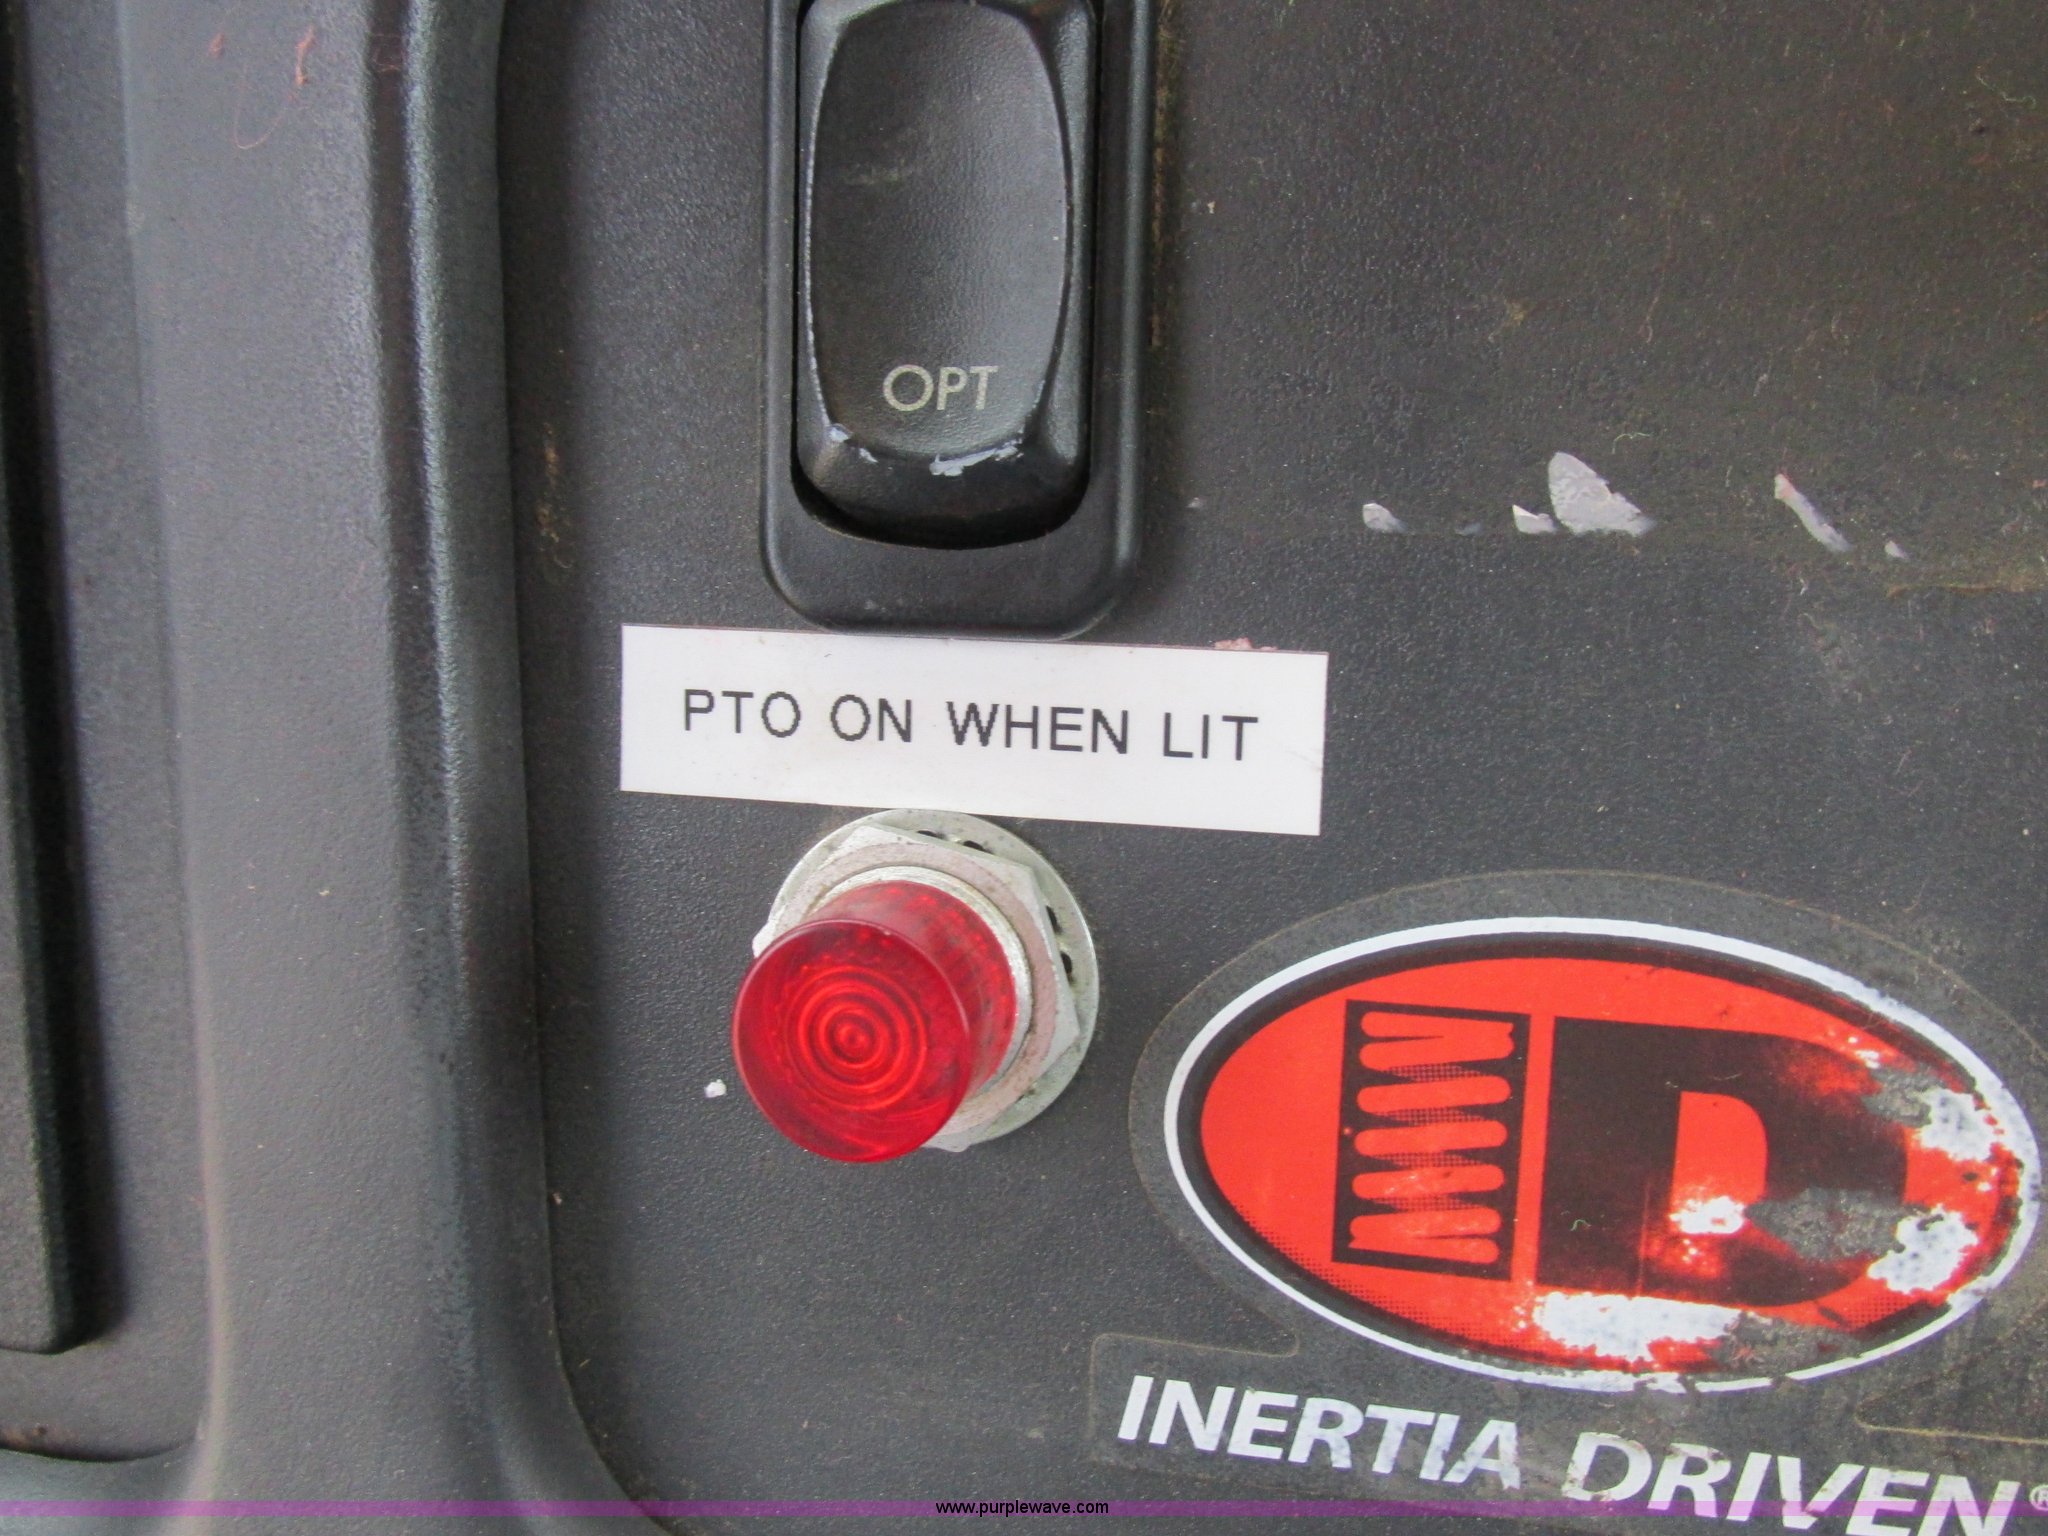 OPT
PTO ON WHEN LIT
D
INERTIA DRIVEN®
www.purplewave.com